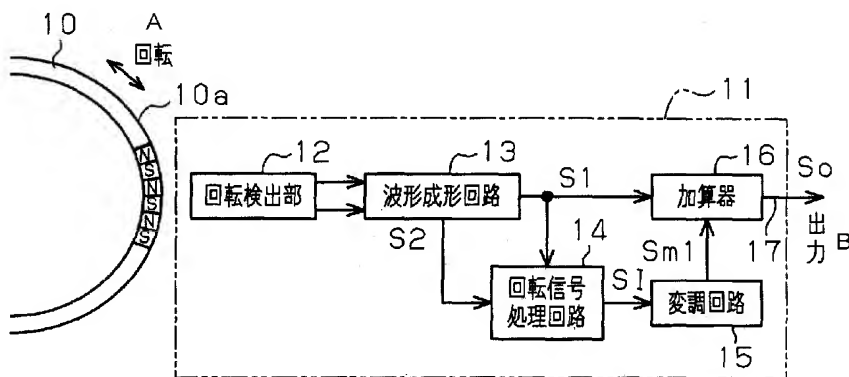 10
A
回転
10a
N
S
N
S
N
S
11
12
回転検出部
13
波形成形回路
S1
S2
14
回転信号
処理回路
SI
16
加算器
Sm1
変調回路
15
17
So
出力 B